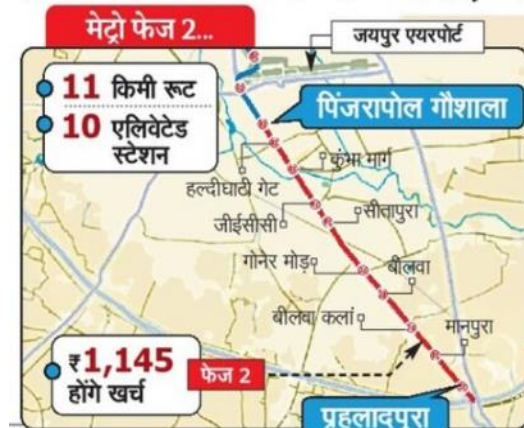 मेट्रो फेज 2...
जयपुर एयरपोर्ट
11 किमी रूट
10 एलिवेटेड
स्टेशन
पिंजरापोल गौशाला
कुंभा मार्ग
हल्दीघाटी गेट
जीईसीसी
सीतापुरा
गोनेर मोड़
बीलवा
बीलवा कलां
मानपुरा
₹1,145
होंगे खर्च
फेज 2
प्रहलादपुरा